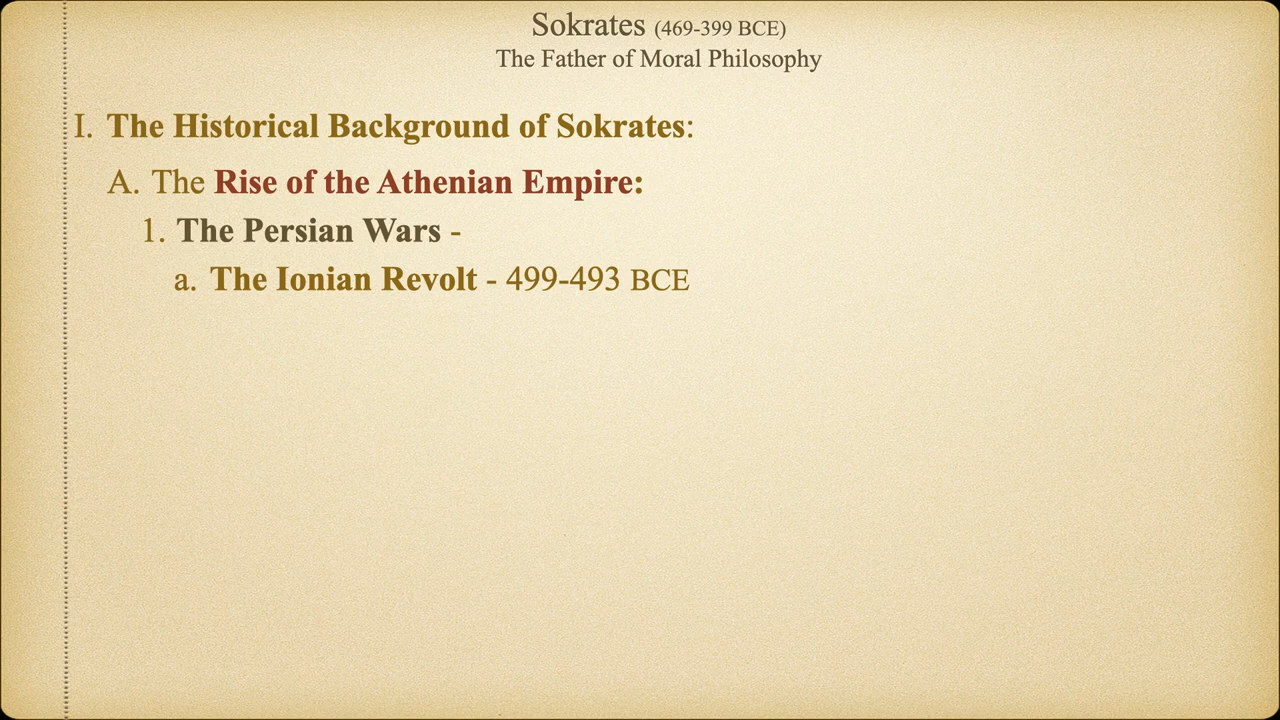 Sokrates (469-399 BCE)
The Father of Moral Philosophy
I. The Historical Background of Sokrates:
A. The Rise of the Athenian Empire:
1. The Persian Wars -
a. The Ionian Revolt - 499-493 BCE